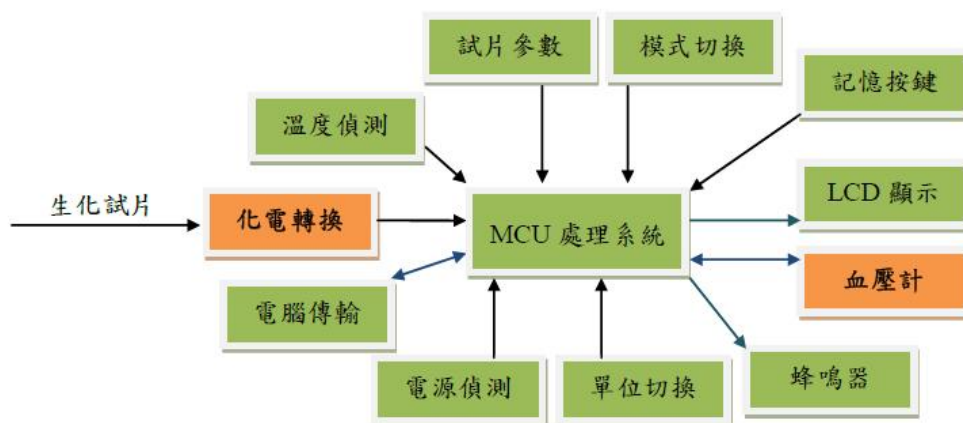 試片參數
模式切換
記憶按鍵
溫度偵測
生化試片
化電轉換
MCU 處理系統
LCD 顯示
血壓計
電腦傳輸
電源偵測
單位切換
蜂鳴器